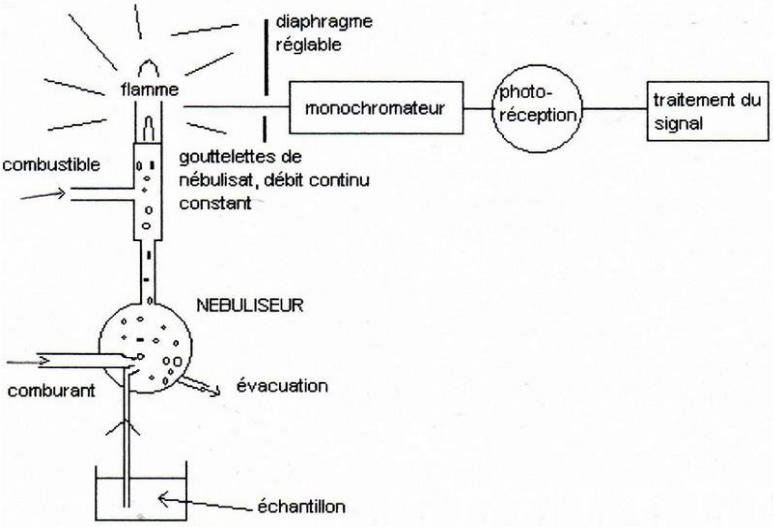 diaphragme
réglable
flamme
monochromateur
photo-
réception
traitement du
signal
combustible
gouttelettes de
nébulisat, débit continu
constant
NEBULISEUR
comburant
évacuation
échantillon